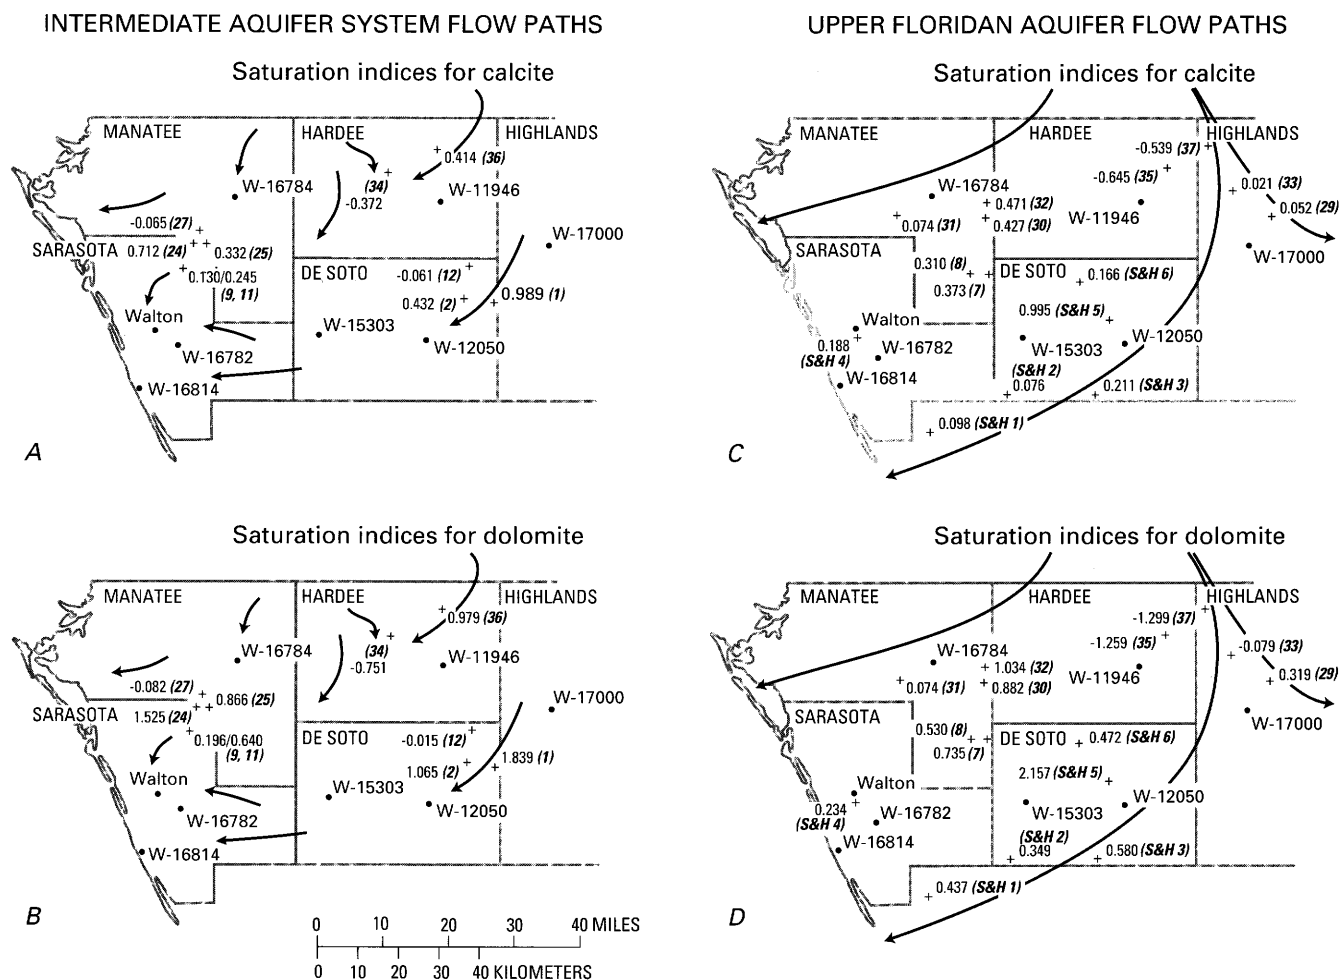 INTERMEDIATE AQUIFER SYSTEM FLOW PATHS
Saturation indices for calcite
MANATEE
HARDEE
HIGHLANDS
0.414 (36)
W-16784
(34)
-0.372
W-11946
-0.065 (27)
SARASOTA
0.712 (24)
0.332 (25)
W-17000
0.130/0.245
(9, 11)
DE SOTO
-0.061 (12)
0.432 (2)
0.989 (1)
Walton
W-15303
W-12050
W-16782
W-16814
A
UPPER FLORIDAN AQUIFER FLOW PATHS
Saturation indices for calcite
MANATEE
HARDEE
HIGHLANDS
-0.539 (37)
-0.645 (35)
0.021 (33)
0.052 (29)
W-16784
0.471 (32)
0.074 (31)
0.427 (30)
W-11946
W-17000
SARASOTA
0.310 (8)
0.373 (7)
DE SOTO
0.166 (S&H 6)
0.995 (S&H 5)
Walton
0.188
(S&H 4)
W-16782
W-16814
W-15303
W-12050
(S&H 2)
0.076
0.211 (S&H 3)
0.098 (S&H 1)
C
Saturation indices for dolomite
MANATEE
HARDEE
HIGHLANDS
0.979 (36)
W-16784
(34)
-0.751
W-11946
-0.082 (27)
SARASOTA
1.525 (24)
0.866 (25)
W-17000
0.196/0.640
(9, 11)
DE SOTO
-0.015 (12)
1.065 (2)
1.839 (1)
Walton
W-15303
W-12050
W-16782
W-16814
B
0 10 20 30 40 MILES
0 10 20 30 40 KILOMETERS
Saturation indices for dolomite
MANATEE
HARDEE
HIGHLANDS
-1.299 (37)
-1.259 (35)
-0.079 (33)
0.319 (29)
W-16784
1.034 (32)
0.074 (31)
0.882 (30)
W-11946
W-17000
SARASOTA
0.530 (8)
0.735 (7)
DE SOTO
0.472 (S&H 6)
2.157 (S&H 5)
Walton
0.234
(S&H 4)
W-16782
W-16814
W-15303
W-12050
(S&H 2)
0.349
0.580 (S&H 3)
0.437 (S&H 1)
D